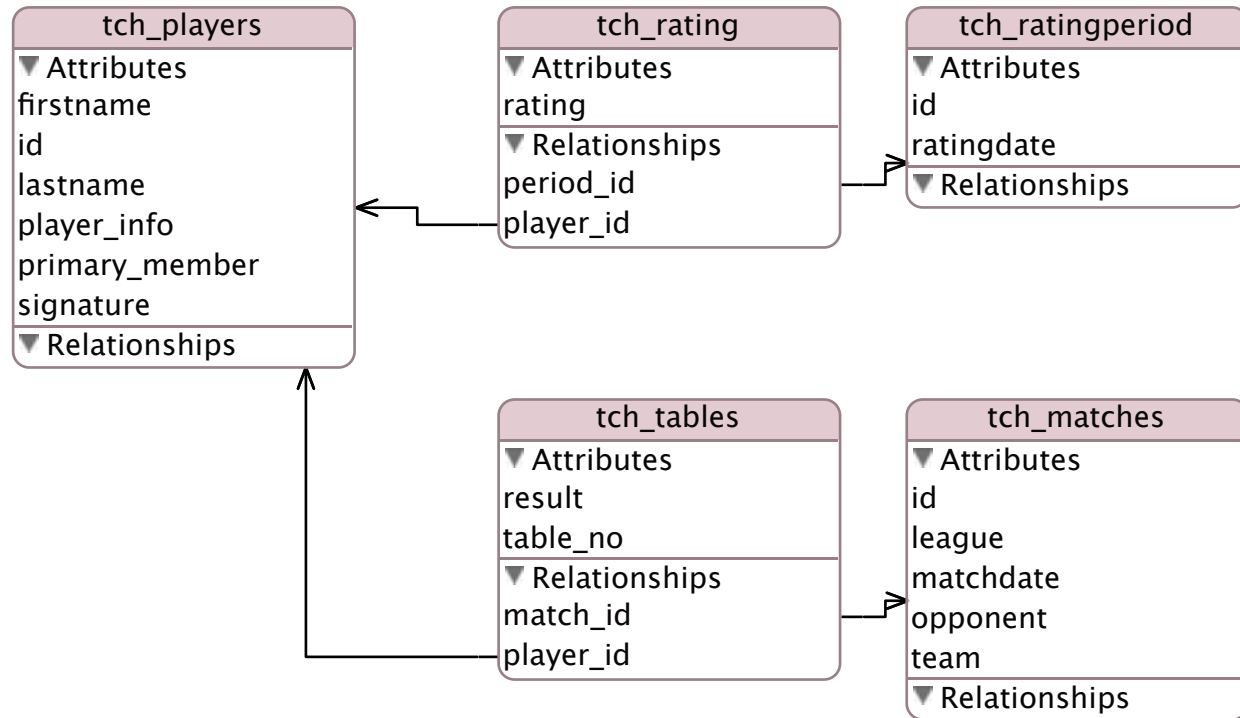 tch_players
Attributes
firstname
id
lastname
player_info
primary_member
signature
Relationships
tch_rating
Attributes
rating
Relationships
period_id
player_id
tch_ratingperiod
Attributes
id
ratingdate
Relationships
tch_tables
Attributes
result
table_no
Relationships
match_id
player_id
tch_matches
Attributes
id
league
matchdate
opponent
team
Relationships